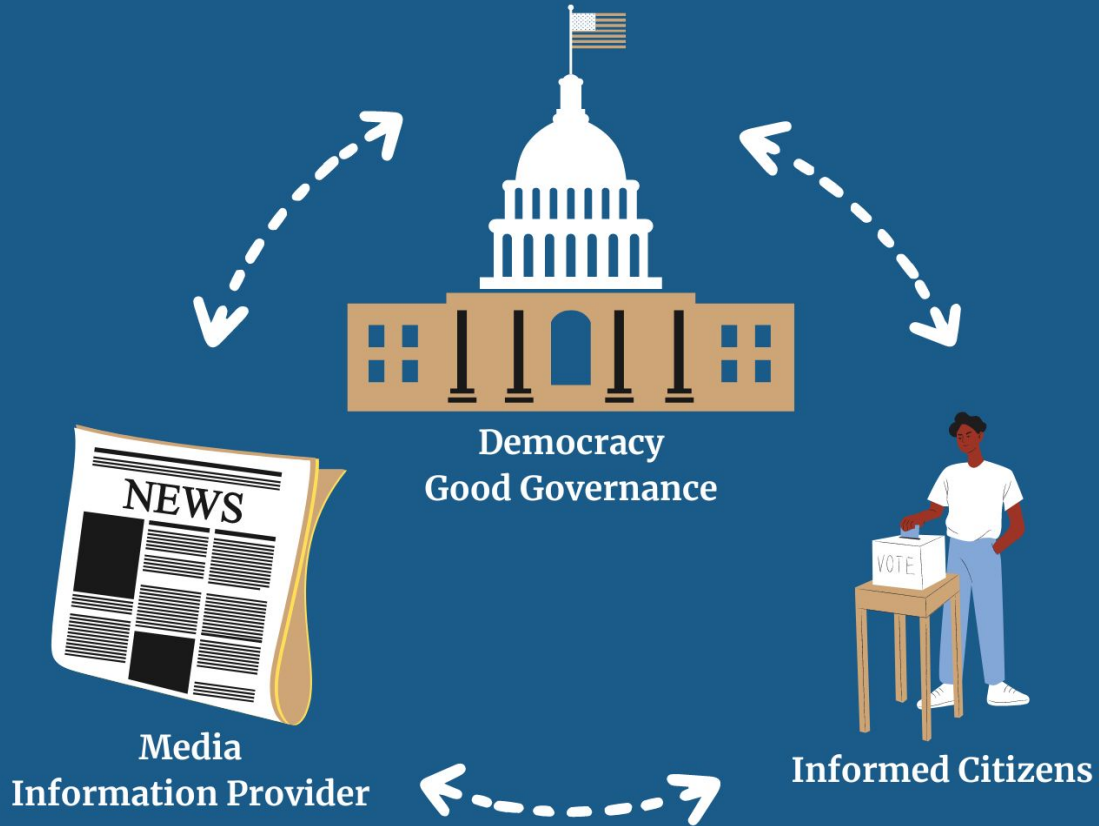 Democracy
Good Governance
NEWS
VOTE
Media
Information Provider
Informed Citizens